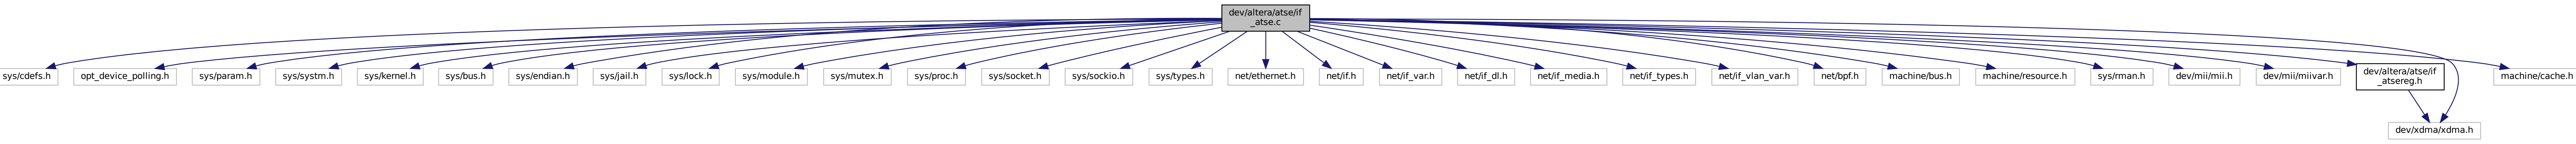 dev/altera/atse/if
_atse.c
sys/cdefs.h
opt_device_polling.h
sys/param.h
sys/systm.h
sys/kernel.h
sys/bus.h
sys/endian.h
sys/jail.h
sys/lock.h
sys/module.h
sys/mutex.h
sys/proc.h
sys/socket.h
sys/sockio.h
sys/types.h
net/ethernet.h
net/if.h
net/if_var.h
net/if_dl.h
net/if_media.h
net/if_types.h
net/if_vlan_var.h
net/bpf.h
machine/bus.h
machine/resource.h
sys/rman.h
dev/mii/mii.h
dev/mii/miivar.h
dev/altera/atse/if
_atsereg.h
machine/cache.h
dev/xdma/xdma.h